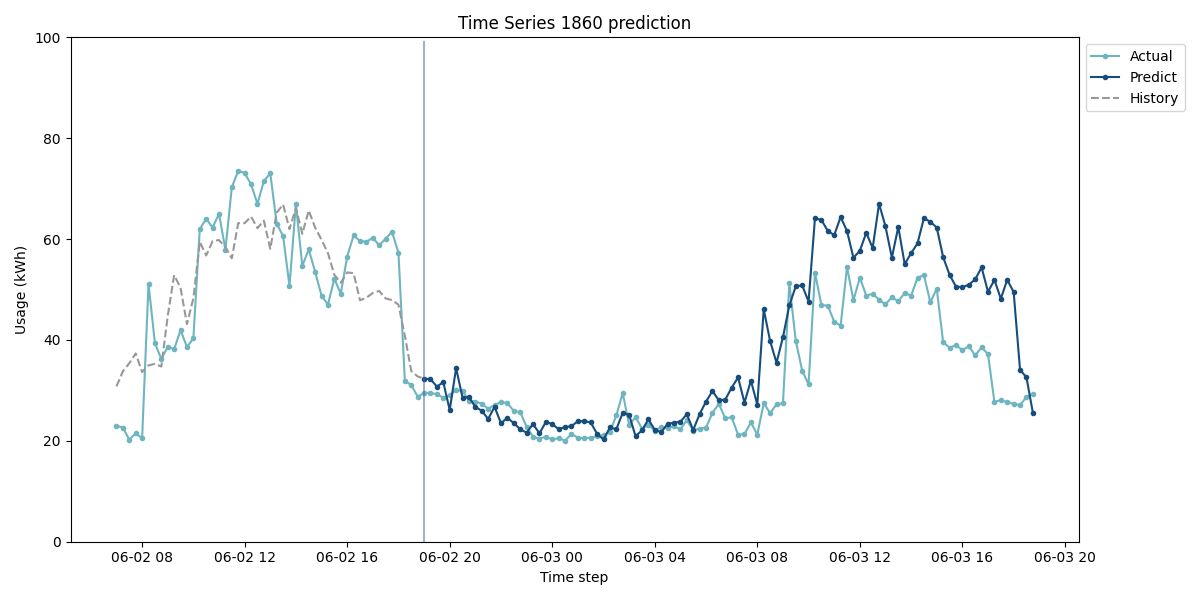 Time Series 1860 prediction
100
80
60
40
20
0
Usage (kWh)
06-02 08
06-02 12
06-02 16
06-02 20
06-03 00
06-03 04
06-03 08
06-03 12
06-03 16
06-03 20
Time step
Actual
Predict
History